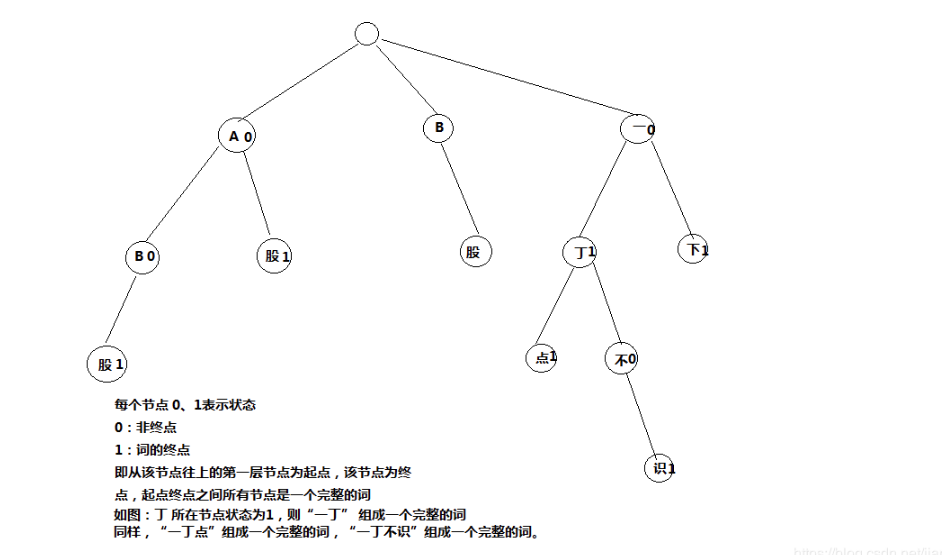 A 0
B
一0
B 0
股 1
股
丁1
下1
股 1
点1
不0
识1
每个节点 0、1表示状态
0：非终点
1：词的终点
即从该节点往上的第一层节点为起点，该节点为终
点，起点终点之间所有节点是一个完整的词
如图：丁 所在节点状态为1，则“一丁” 组成一个完整的词
同样，“一丁点”组成一个完整的词，“一丁不识”组成一个完整的词。